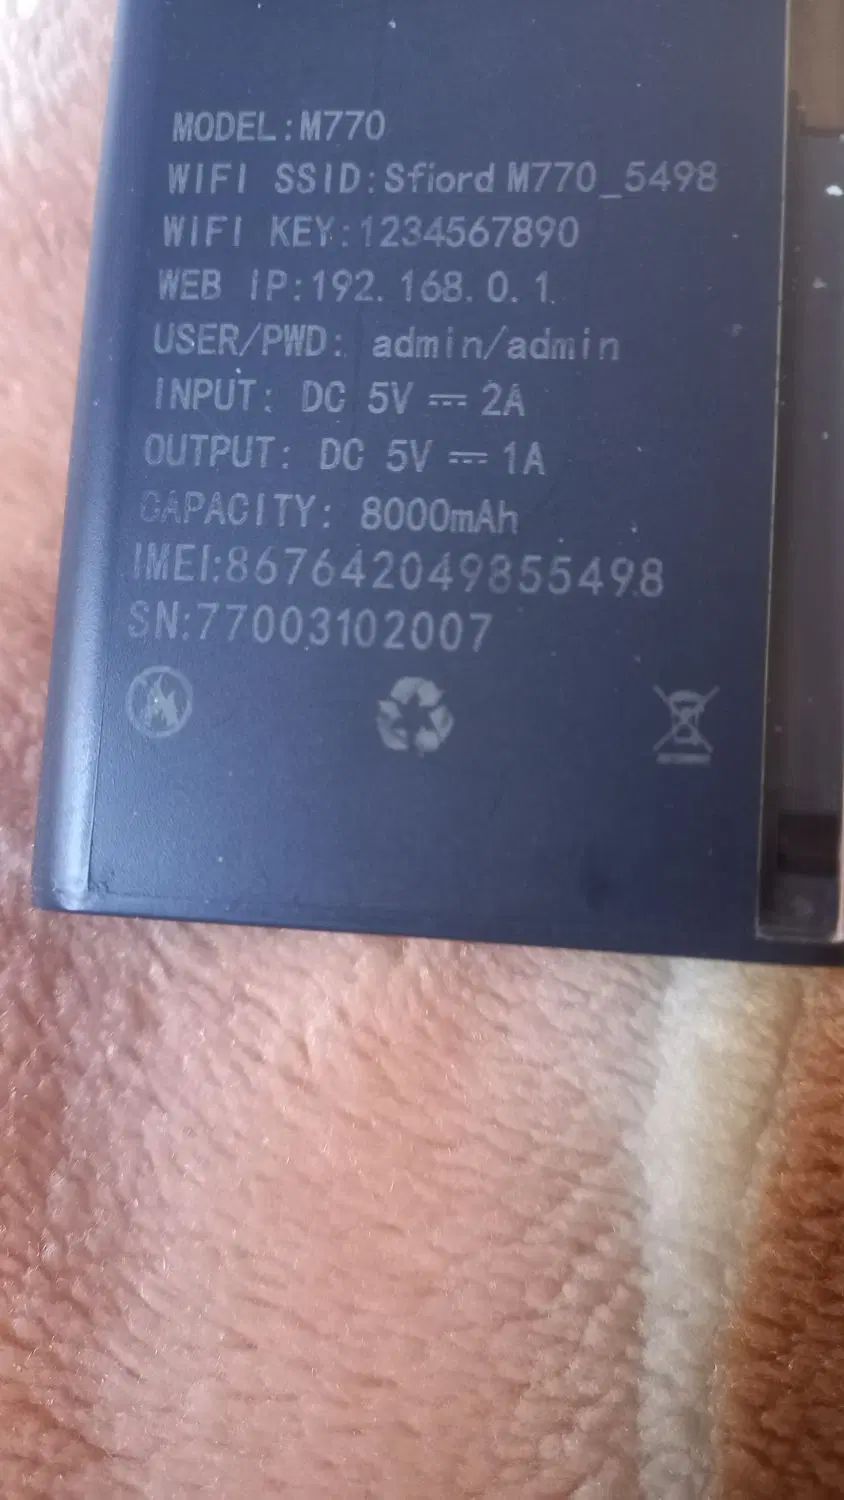 MODEL:M770
WIFI SSID:Sfiord M770_5498
WIFI KEY:1234567890
WEB IP:192.168.0.1
USER/PWD: admin/admin
INPUT: DC 5V ⎓ 2A
OUTPUT: DC 5V ⎓ 1A
CAPACITY: 8000mAh
IMEI:867642049855498
SN:77003102007